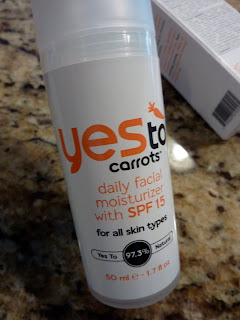 yes to
carrots™
daily facial
moisturizer
with SPF 15
for all skin types
Yes To 97.3% Natural
50 ml e - 1.7 fl oz